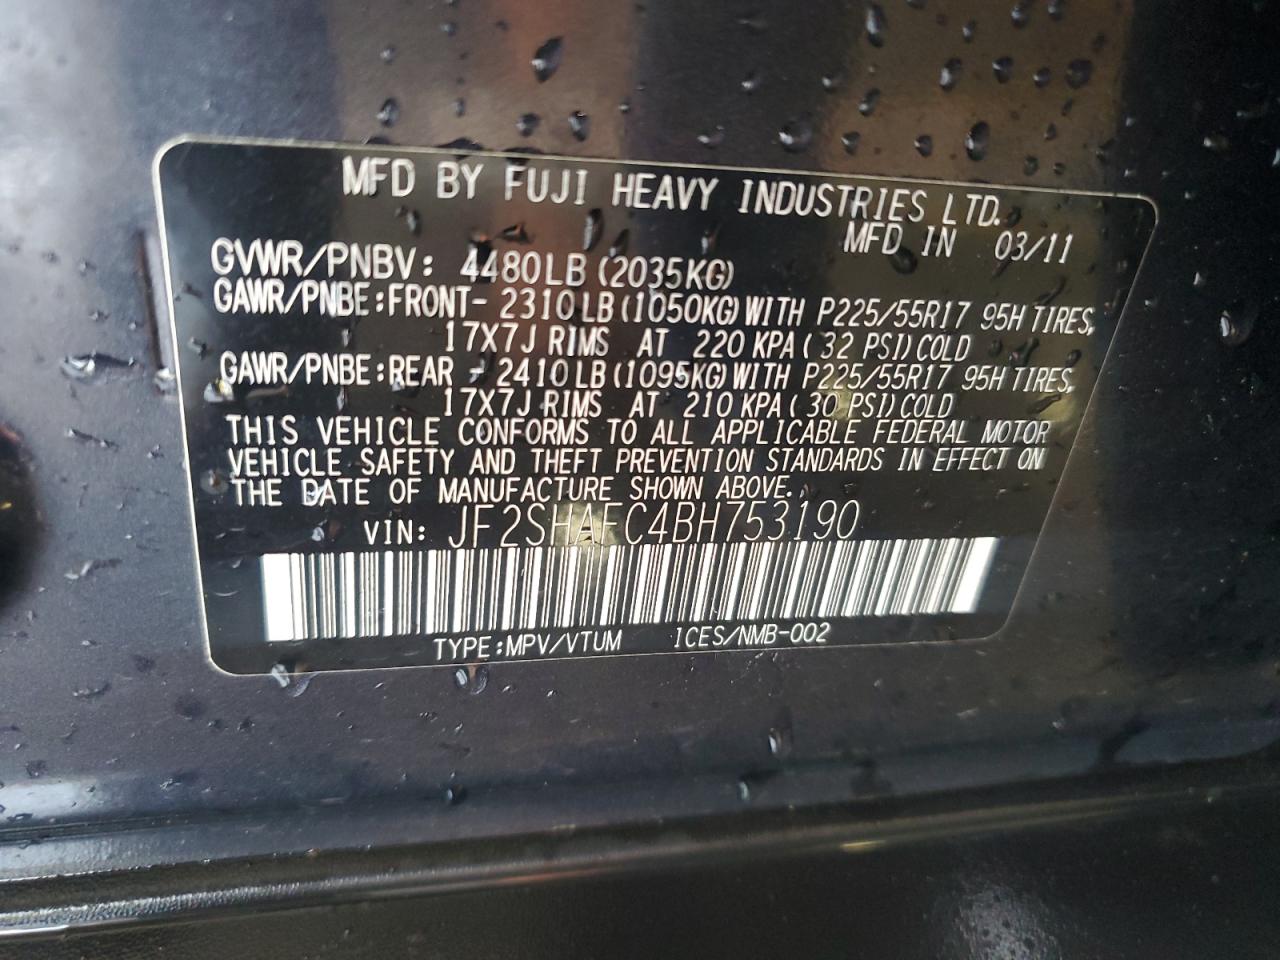 MFD BY FUJI HEAVY INDUSTRIES LTD.
MFD IN 03/11
GVWR/PNBV: 4480LB (2035KG)
GAWR/PNBE:FRONT- 2310LB (1050KG) WITH P225/55R17 95H TIRES,
17X7J RIMS AT 220 KPA ( 32 PSI) COLD
GAWR/PNBE:REAR - 2410LB (1095KG) WITH P225/55R17 95H TIRES,
17X7J RIMS AT 210 KPA ( 30 PSI) COLD
THIS VEHICLE CONFORMS TO ALL APPLICABLE FEDERAL MOTOR
VEHICLE SAFETY AND THEFT PREVENTION STANDARDS IN EFFECT ON
THE DATE OF MANUFACTURE SHOWN ABOVE.
VIN: JF2SHAFC4BH753190
TYPE:MPV/VTUM ICES/NMB-002